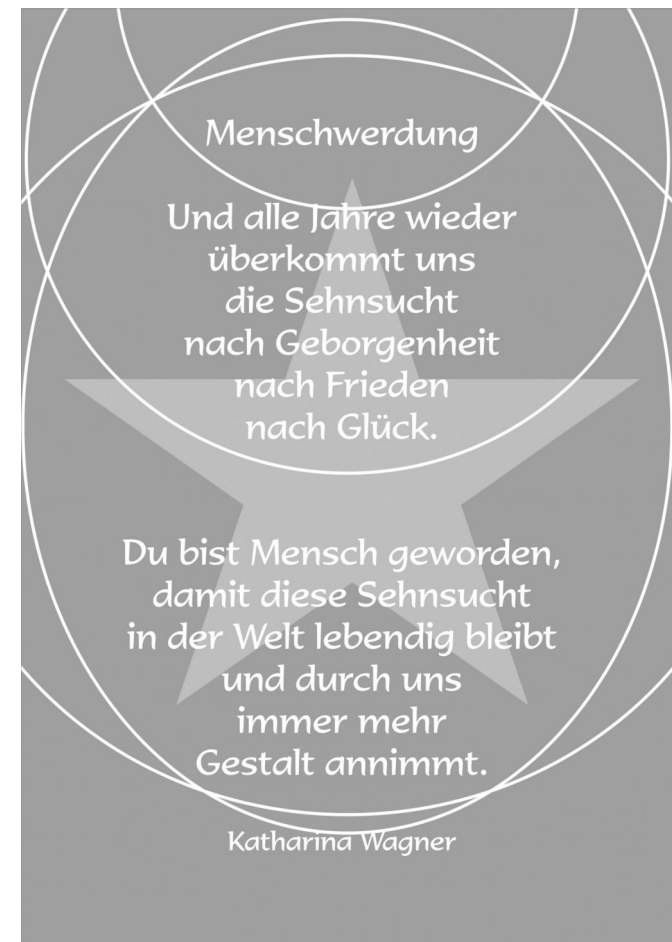 Menschwerdung
Und alle Jahre wieder
überkommt uns
die Sehnsucht
nach Geborgenheit
nach Frieden
nach Glück.
Du bist Mensch geworden,
damit diese Sehnsucht
in der Welt lebendig bleibt
und durch uns
immer mehr
Gestalt annimmt.
Katharina Wagner